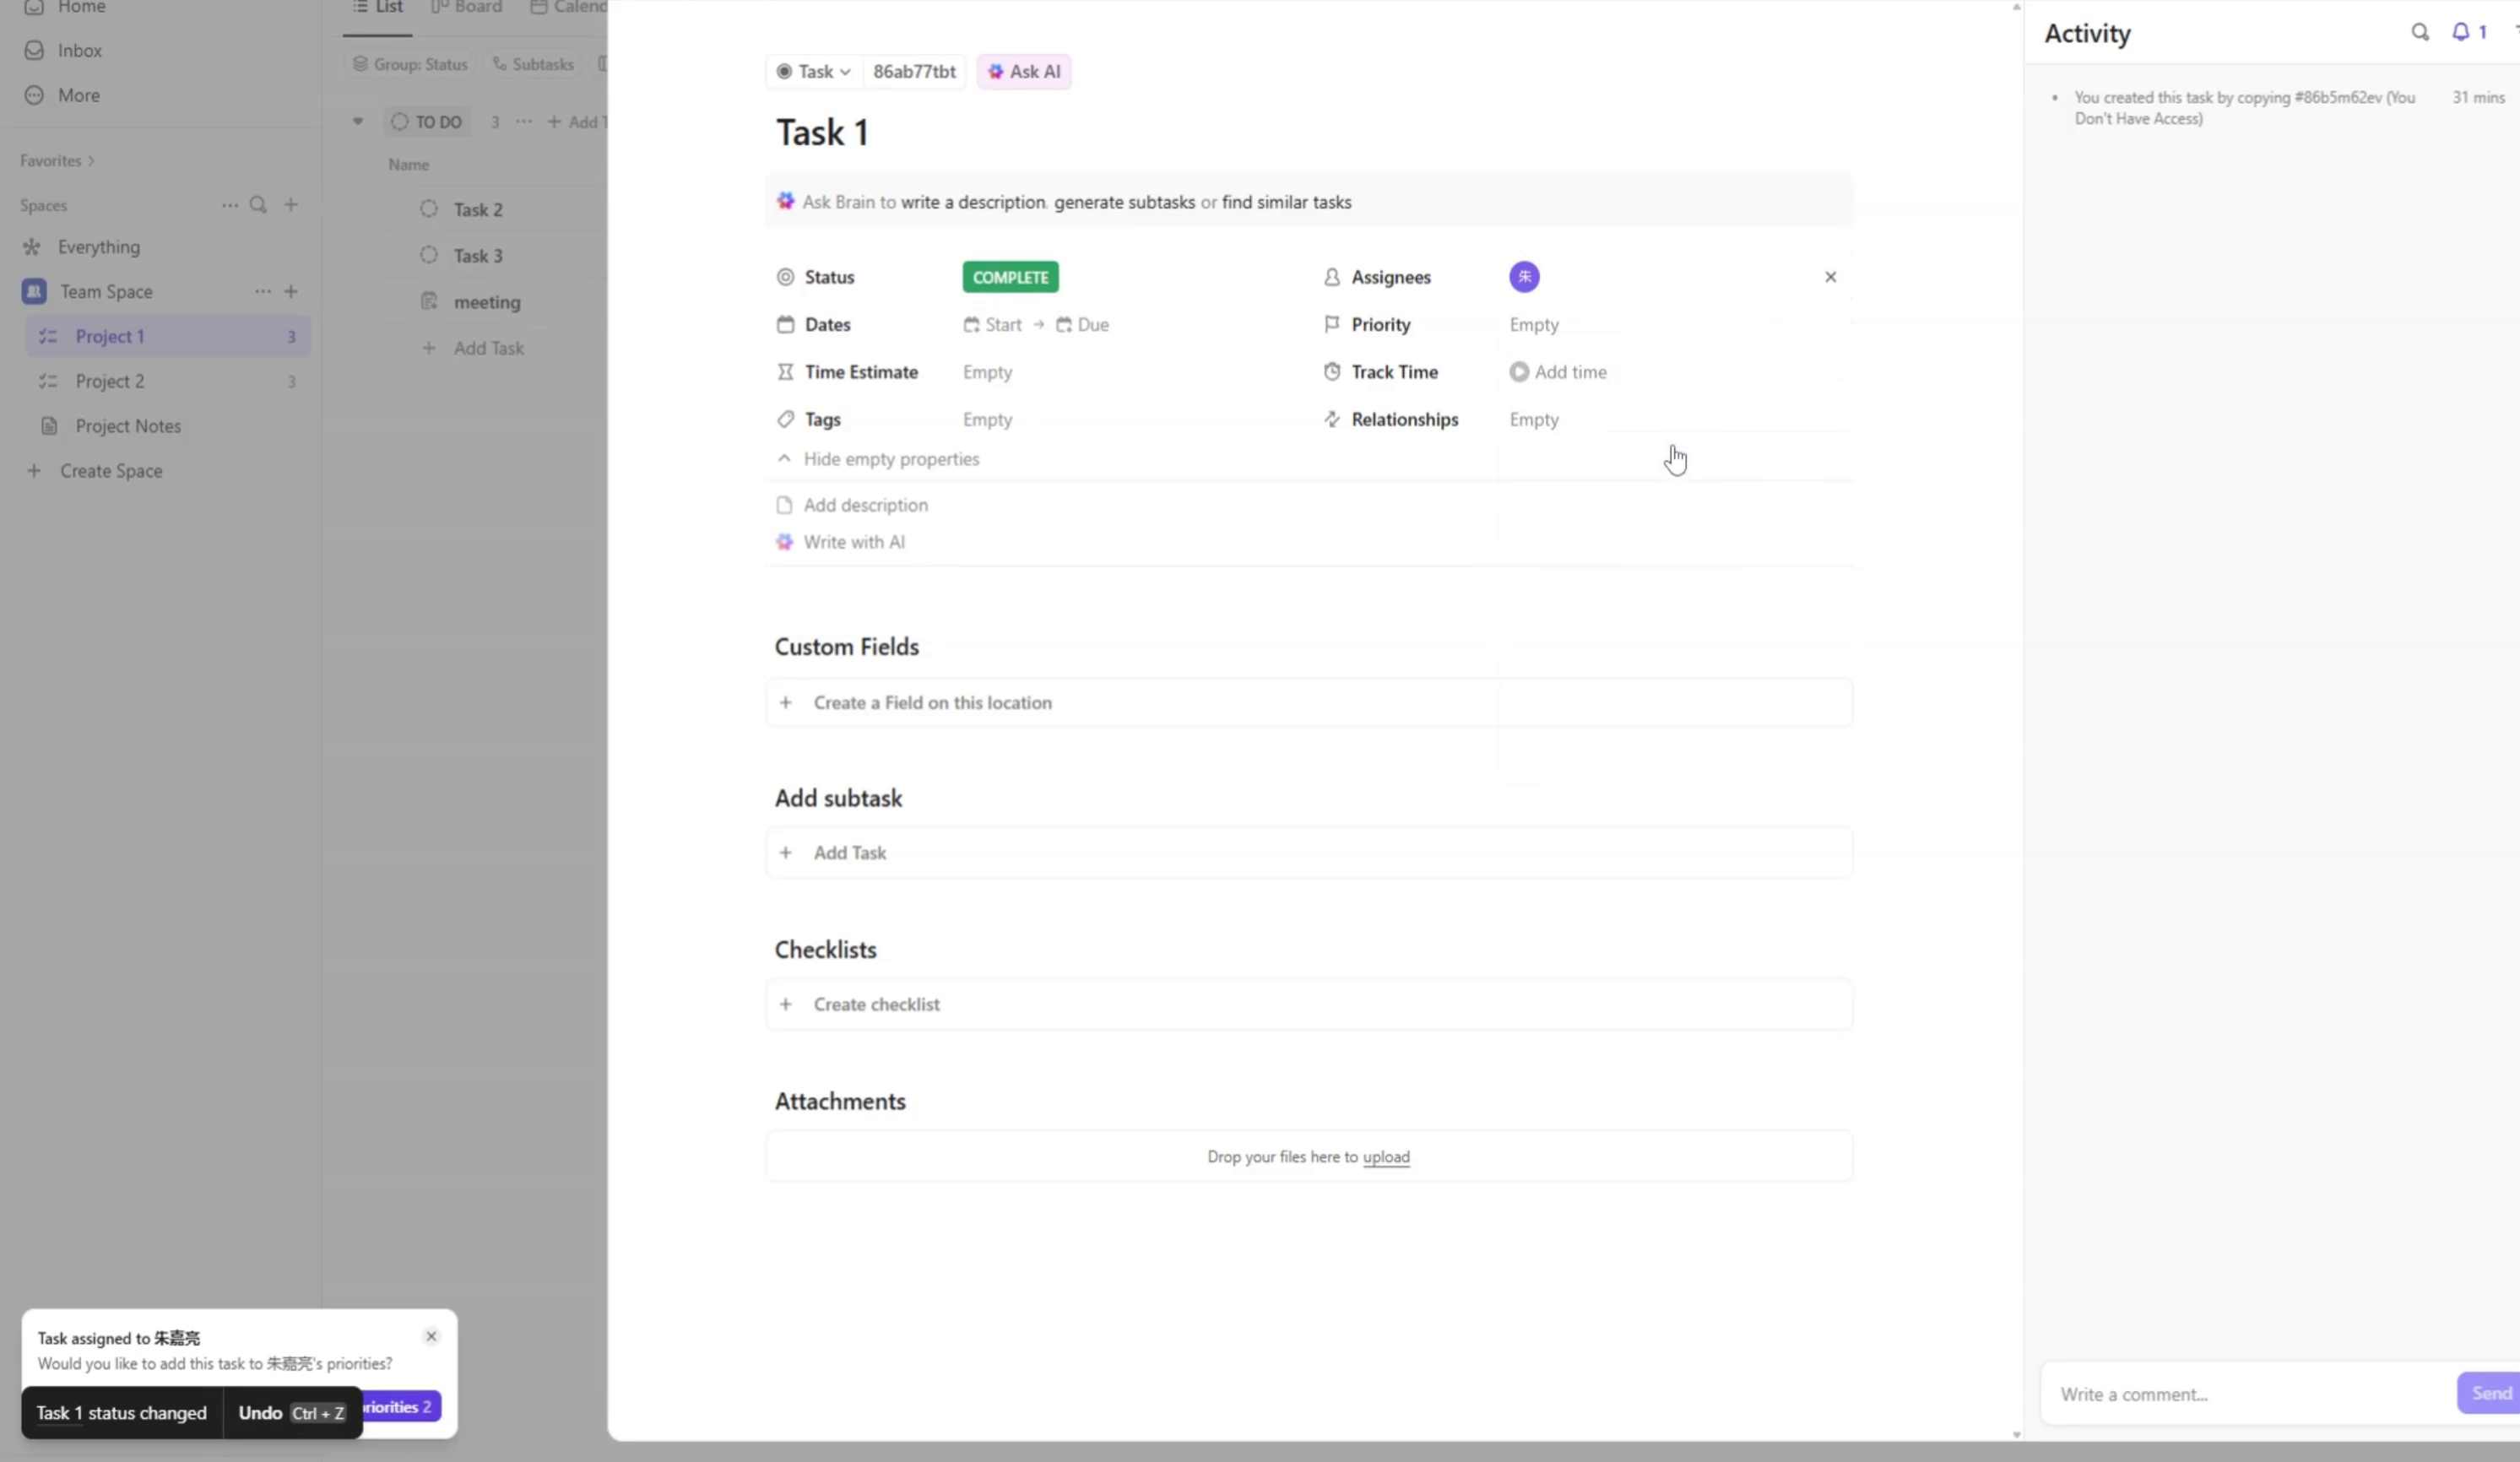 Home
Inbox
More
Favorites
Spaces
Everything
Team Space
Project 1 3
Project 2 3
Project Notes
Create Space
List Board
Group: Status Subtasks
TO DO 3 Add
Name
Task 2
Task 3
meeting
Add Task
Task 86ab77tbt Ask AI
Task 1
Ask Brain to write a description, generate subtasks or find similar tasks
Status COMPLETE Assignees 朱
Dates Start → Due Priority Empty
Time Estimate Empty Track Time Add time
Tags Empty Relationships Empty
Hide empty properties
Add description
Write with AI
Custom Fields
Create a Field on this location
Add subtask
Add Task
Checklists
Create checklist
Attachments
Drop your files here to upload
Activity 1
You created this task by copying #86b5m62ev (You 31 mins
Don't Have Access)
Write a comment... Send
Task assigned to 朱嘉亮
Would you like to add this task to 朱嘉亮's priorities?
Task 1 status changed Undo Ctrl + Z riorities 2